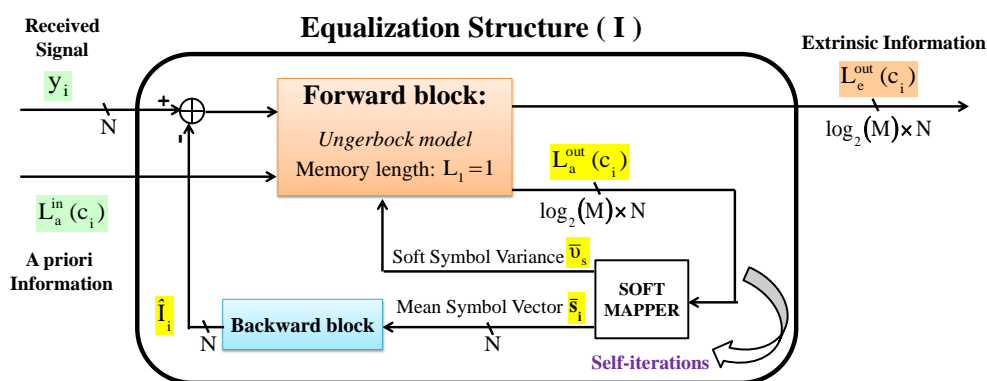 Equalization Structure ( I )
Received
Signal
y_i
N
+
-
Forward block:
Ungerbock model
Memory length: L_1 =1
Extrinsic Information
L_e^out (c_i)
log_2(M)×N
L_a^in (c_i)
A priori
Information
L_a^out (c_i)
log_2(M)×N
Soft Symbol Variance ῡ_s
SOFT
MAPPER
Mean Symbol Vector s̄_i
N
Backward block
Î_i
N
Self-iterations